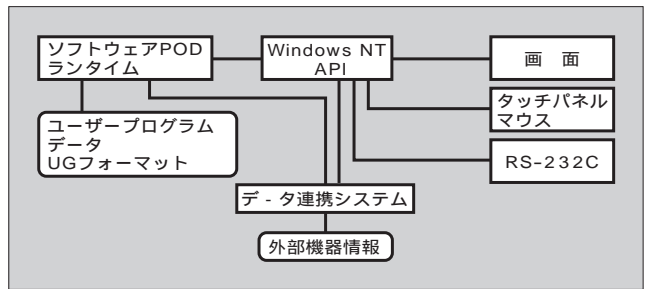 ソフトウェアPOD
ランタイム
Windows NT
API
画 面
タッチパネル
マウス
ユーザープログラム
データ
UGフォーマット
RS-232C
デ - タ連携システム
外部機器情報